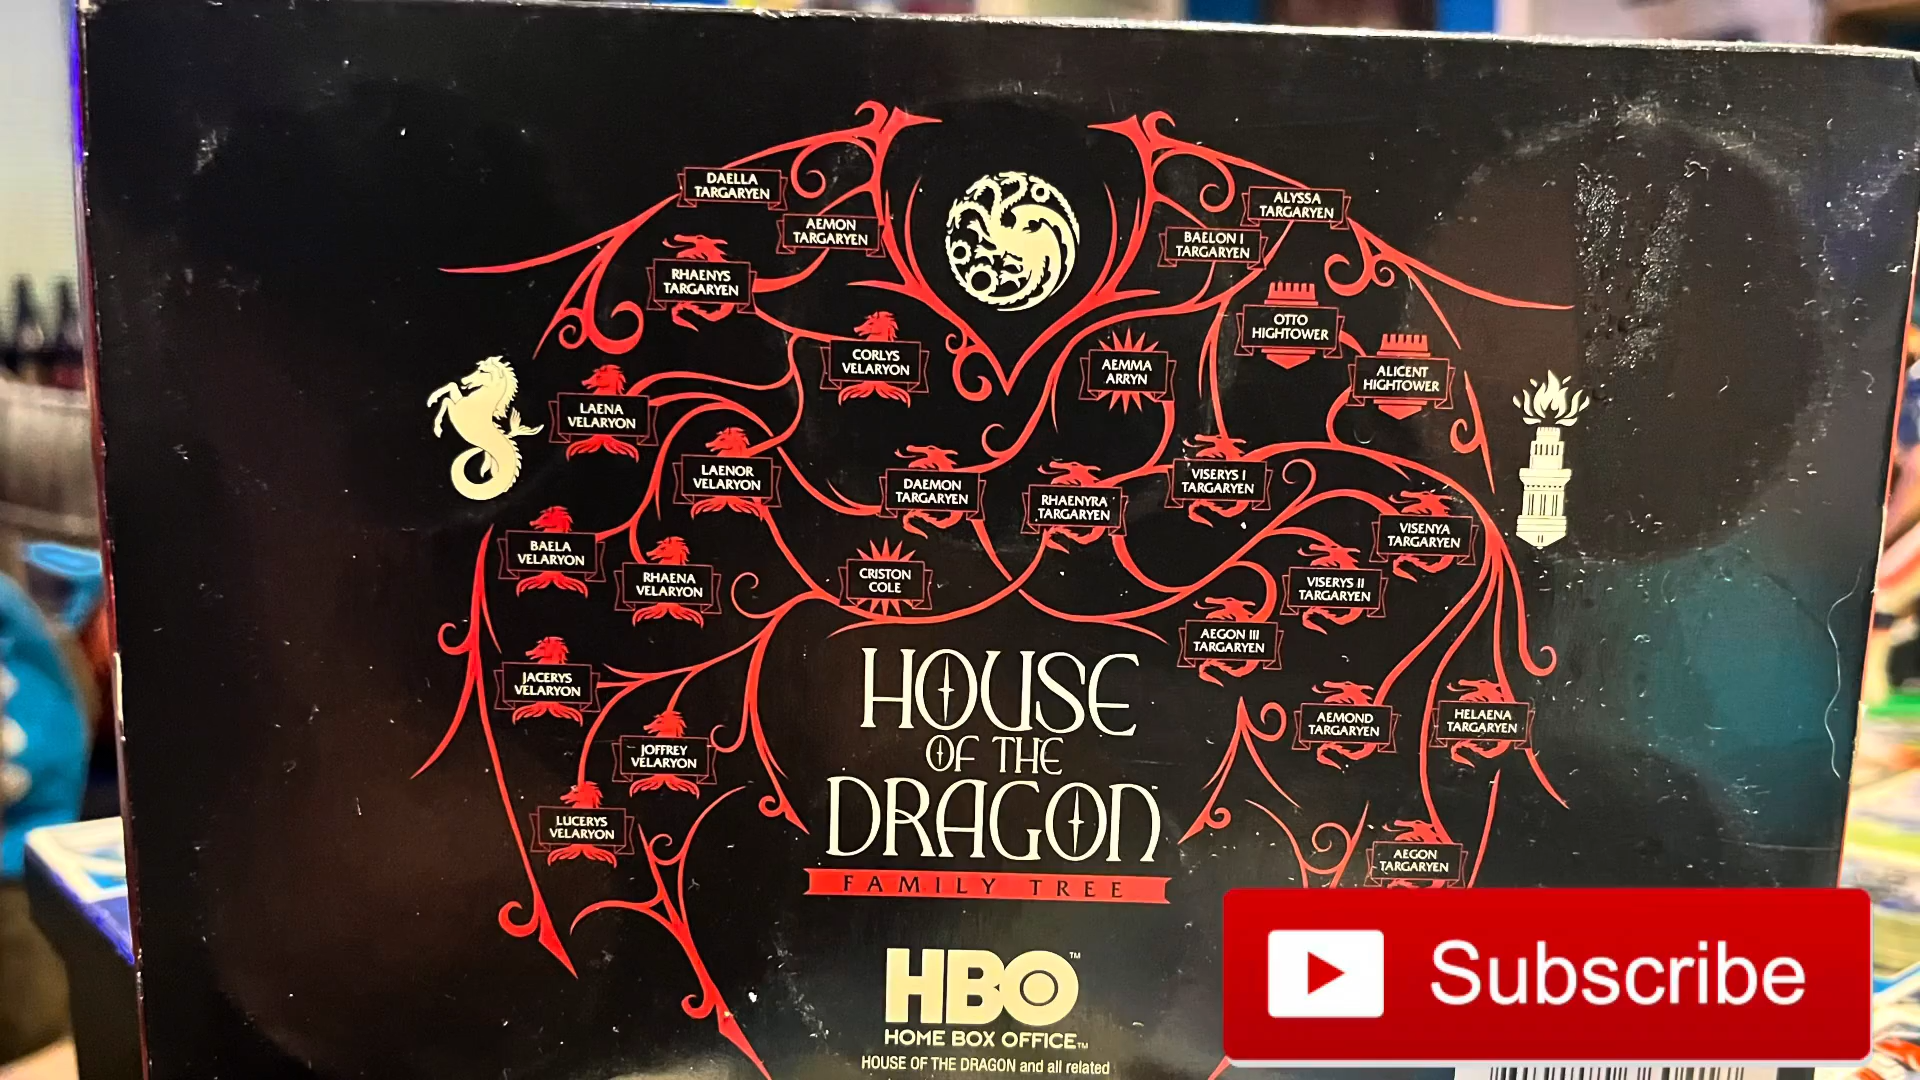 DAELLA
TARGARYEN
AEMON
TARGARYEN
ALYSSA
TARGARYEN
BAELON I
TARGARYEN
RHAENYS
TARGARYEN
OTTO
HIGHTOWER
CORLYS
VELARYON
AEMMA
ARRYN
ALICENT
HIGHTOWER
LAENA
VELARYON
LAENOR
VELARYON
DAEMON
TARGARYEN
RHAENYRA
TARGARYEN
VISERYS I
TARGARYEN
VISENYA
TARGARYEN
BAELA
VELARYON
RHAENA
VELARYON
CRISTON
COLE
VISERYS II
TARGARYEN
AEGON III
TARGARYEN
JACERYS
VELARYON
JOFFREY
VELARYON
AEMOND
TARGARYEN
HELAENA
TARGARYEN
LUCERYS
VELARYON
AEGON
TARGARYEN
HOUSE
OF THE
DRAGON
FAMILY TREE
HBO™
HOME BOX OFFICE™
HOUSE OF THE DRAGON and all related
Subscribe